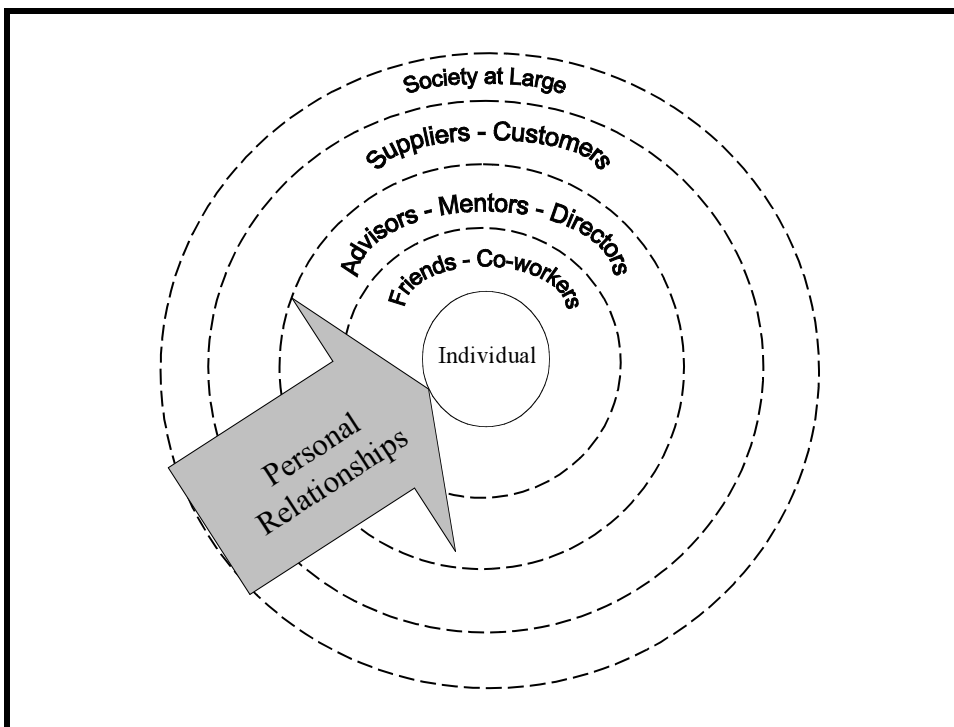 Society at Large
Suppliers - Customers
Advisors - Mentors - Directors
Friends - Co-workers
Individual
Personal
Relationships